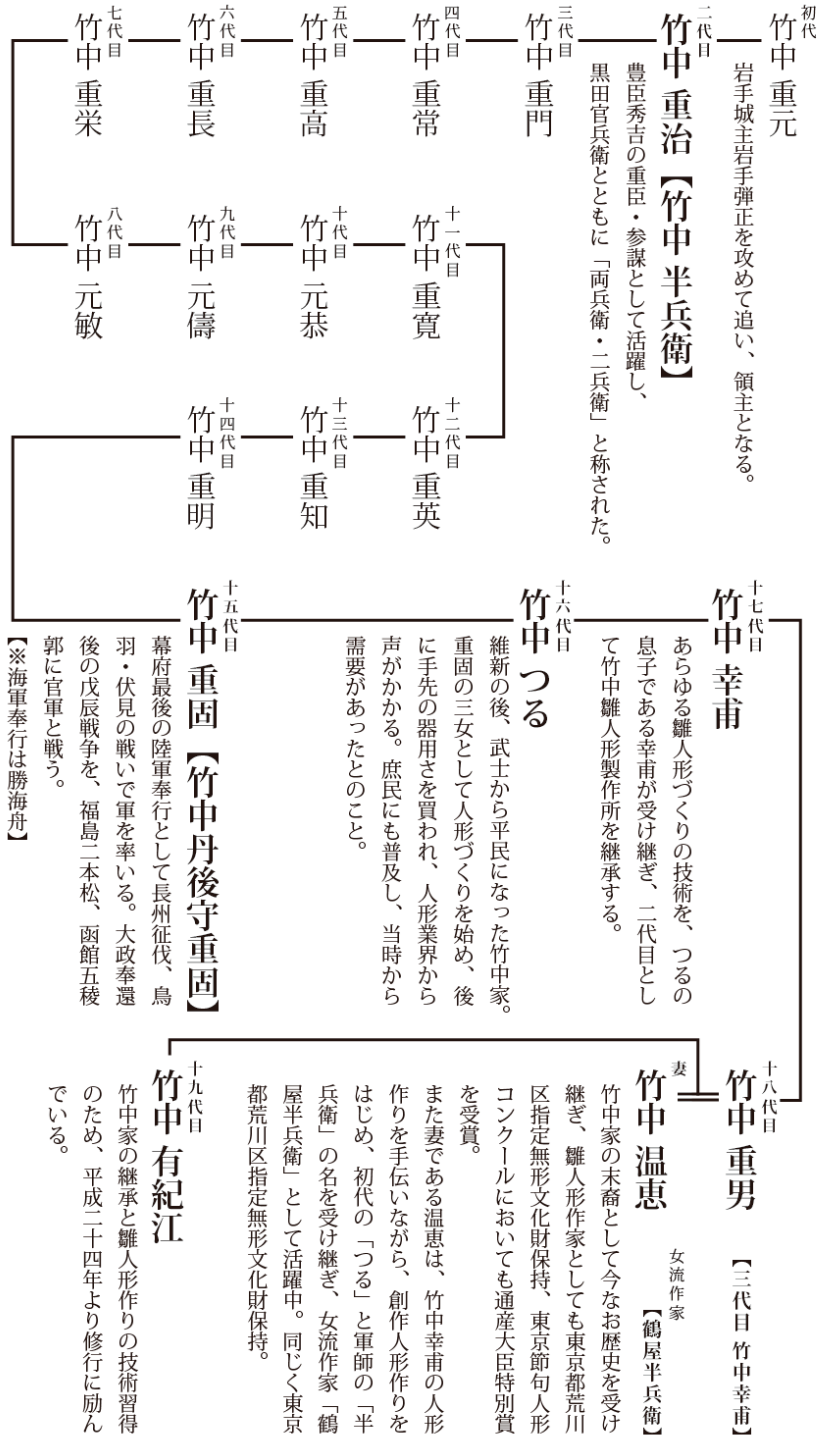 初代
竹中 重元
岩手城主岩手弾正を攻めて追い、領主となる。
二代目
竹中 重治【竹中 半兵衛】
豊臣秀吉の重臣・参謀として活躍し、
黒田官兵衛とともに「両兵衛・二兵衛」と称された。
三代目
竹中 重門
四代目
竹中 重常
五代目
竹中 重高
六代目
竹中 重長
七代目
竹中 重栄
八代目
竹中 元敏
九代目
竹中 元儔
十代目
竹中 元恭
十一代目
竹中 重寛
十二代目
竹中 重英
十三代目
竹中 重知
十四代目
竹中 重明
十五代目
竹中 重固【竹中丹後守重固】
幕府最後の陸軍奉行として長州征伐、鳥
羽・伏見の戦いで軍を率いる。大政奉還
後の戊辰戦争を、福島二本松、函館五稜
郭に官軍と戦う。
【※海軍奉行は勝海舟】
十六代目
竹中 つる
維新の後、武士から平民になった竹中家。
重固の三女として人形づくりを始め、後
に手先の器用さを買われ、人形業界から
声がかかる。庶民にも普及し、当時から
需要があったとのこと。
十七代目
竹中 幸甫
あらゆる雛人形づくりの技術を、つるの
息子である幸甫が受け継ぎ、二代目とし
て竹中雛人形製作所を継承する。
十八代目
竹中 重男 【三代目 竹中幸甫】
妻
竹中 温恵
女流作家
【鶴屋半兵衛】
竹中家の末裔として今なお歴史を受け
継ぎ、雛人形作家としても東京都荒川
区指定無形文化財保持、東京節句人形
コンクールにおいても通産大臣特別賞
を受賞。
また妻である温恵は、竹中幸甫の人形
作りを手伝いながら、創作人形作りを
はじめ、初代の「つる」と軍師の「半
兵衛」の名を受け継ぎ、女流作家「鶴
屋半兵衛」として活躍中。同じく東京
都荒川区指定無形文化財保持。
十九代目
竹中 有紀江
竹中家の継承と雛人形作りの技術習得
のため、平成二十四年より修行に励ん
でいる。